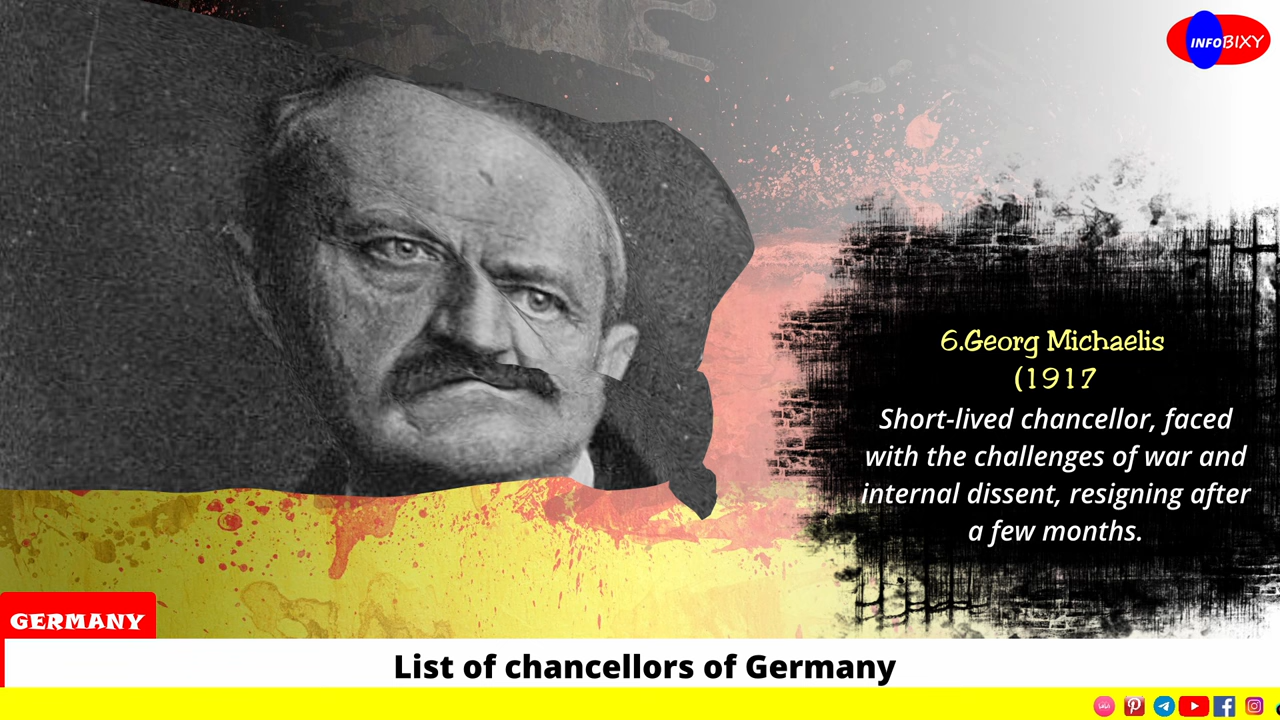 INFOBIXY
6.Georg Michaelis
(1917
Short-lived chancellor, faced
with the challenges of war and
internal dissent, resigning after
a few months.
GERMANY
List of chancellors of Germany